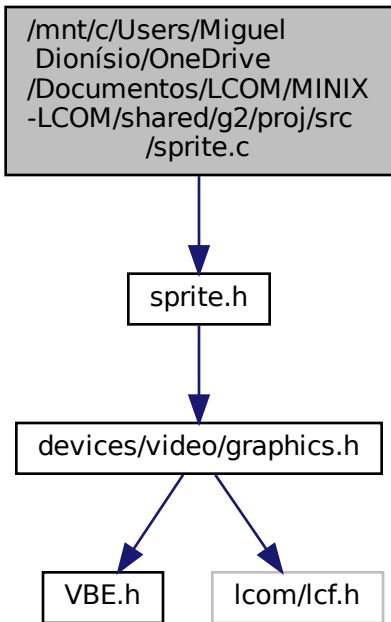 /mnt/c/Users/Miguel
Dionísio/OneDrive
/Documentos/LCOM/MINIX
-LCOM/shared/g2/proj/src
/sprite.c
sprite.h
devices/video/graphics.h
VBE.h
lcom/lcf.h